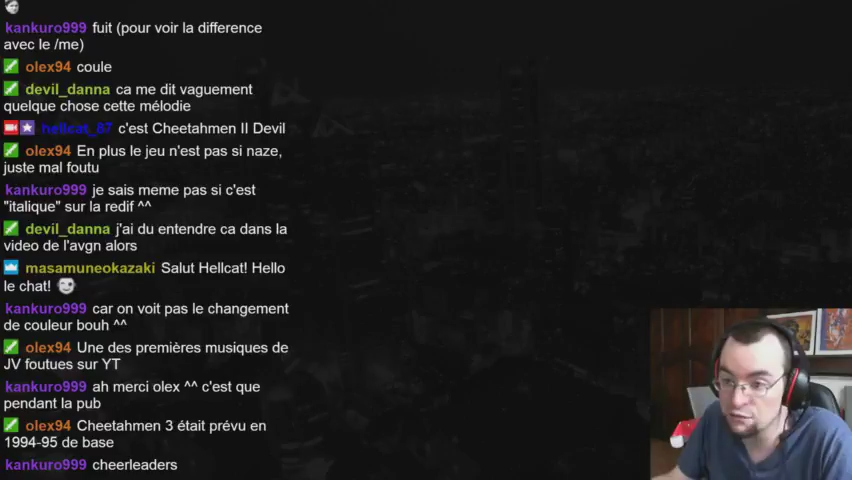 kankuro999 fuit (pour voir la difference
avec le /me)
olex94 coule
devil_danna ca me dit vaguement
quelque chose cette mélodie
hellcat_87 c'est Cheetahmen II Devil
olex94 En plus le jeu n'est pas si naze,
juste mal foutu
kankuro999 je sais meme pas si c'est
"italique" sur la redif ^^
devil_danna j'ai du entendre ca dans la
video de l'avgn alors
masamuneokazaki Salut Hellcat! Hello
le chat!
kankuro999 car on voit pas le changement
de couleur bouh ^^
olex94 Une des premières musiques de
JV foutues sur YT
kankuro999 ah merci olex ^^ c'est que
pendant la pub
olex94 Cheetahmen 3 était prévu en
1994-95 de base
kankuro999 cheerleaders